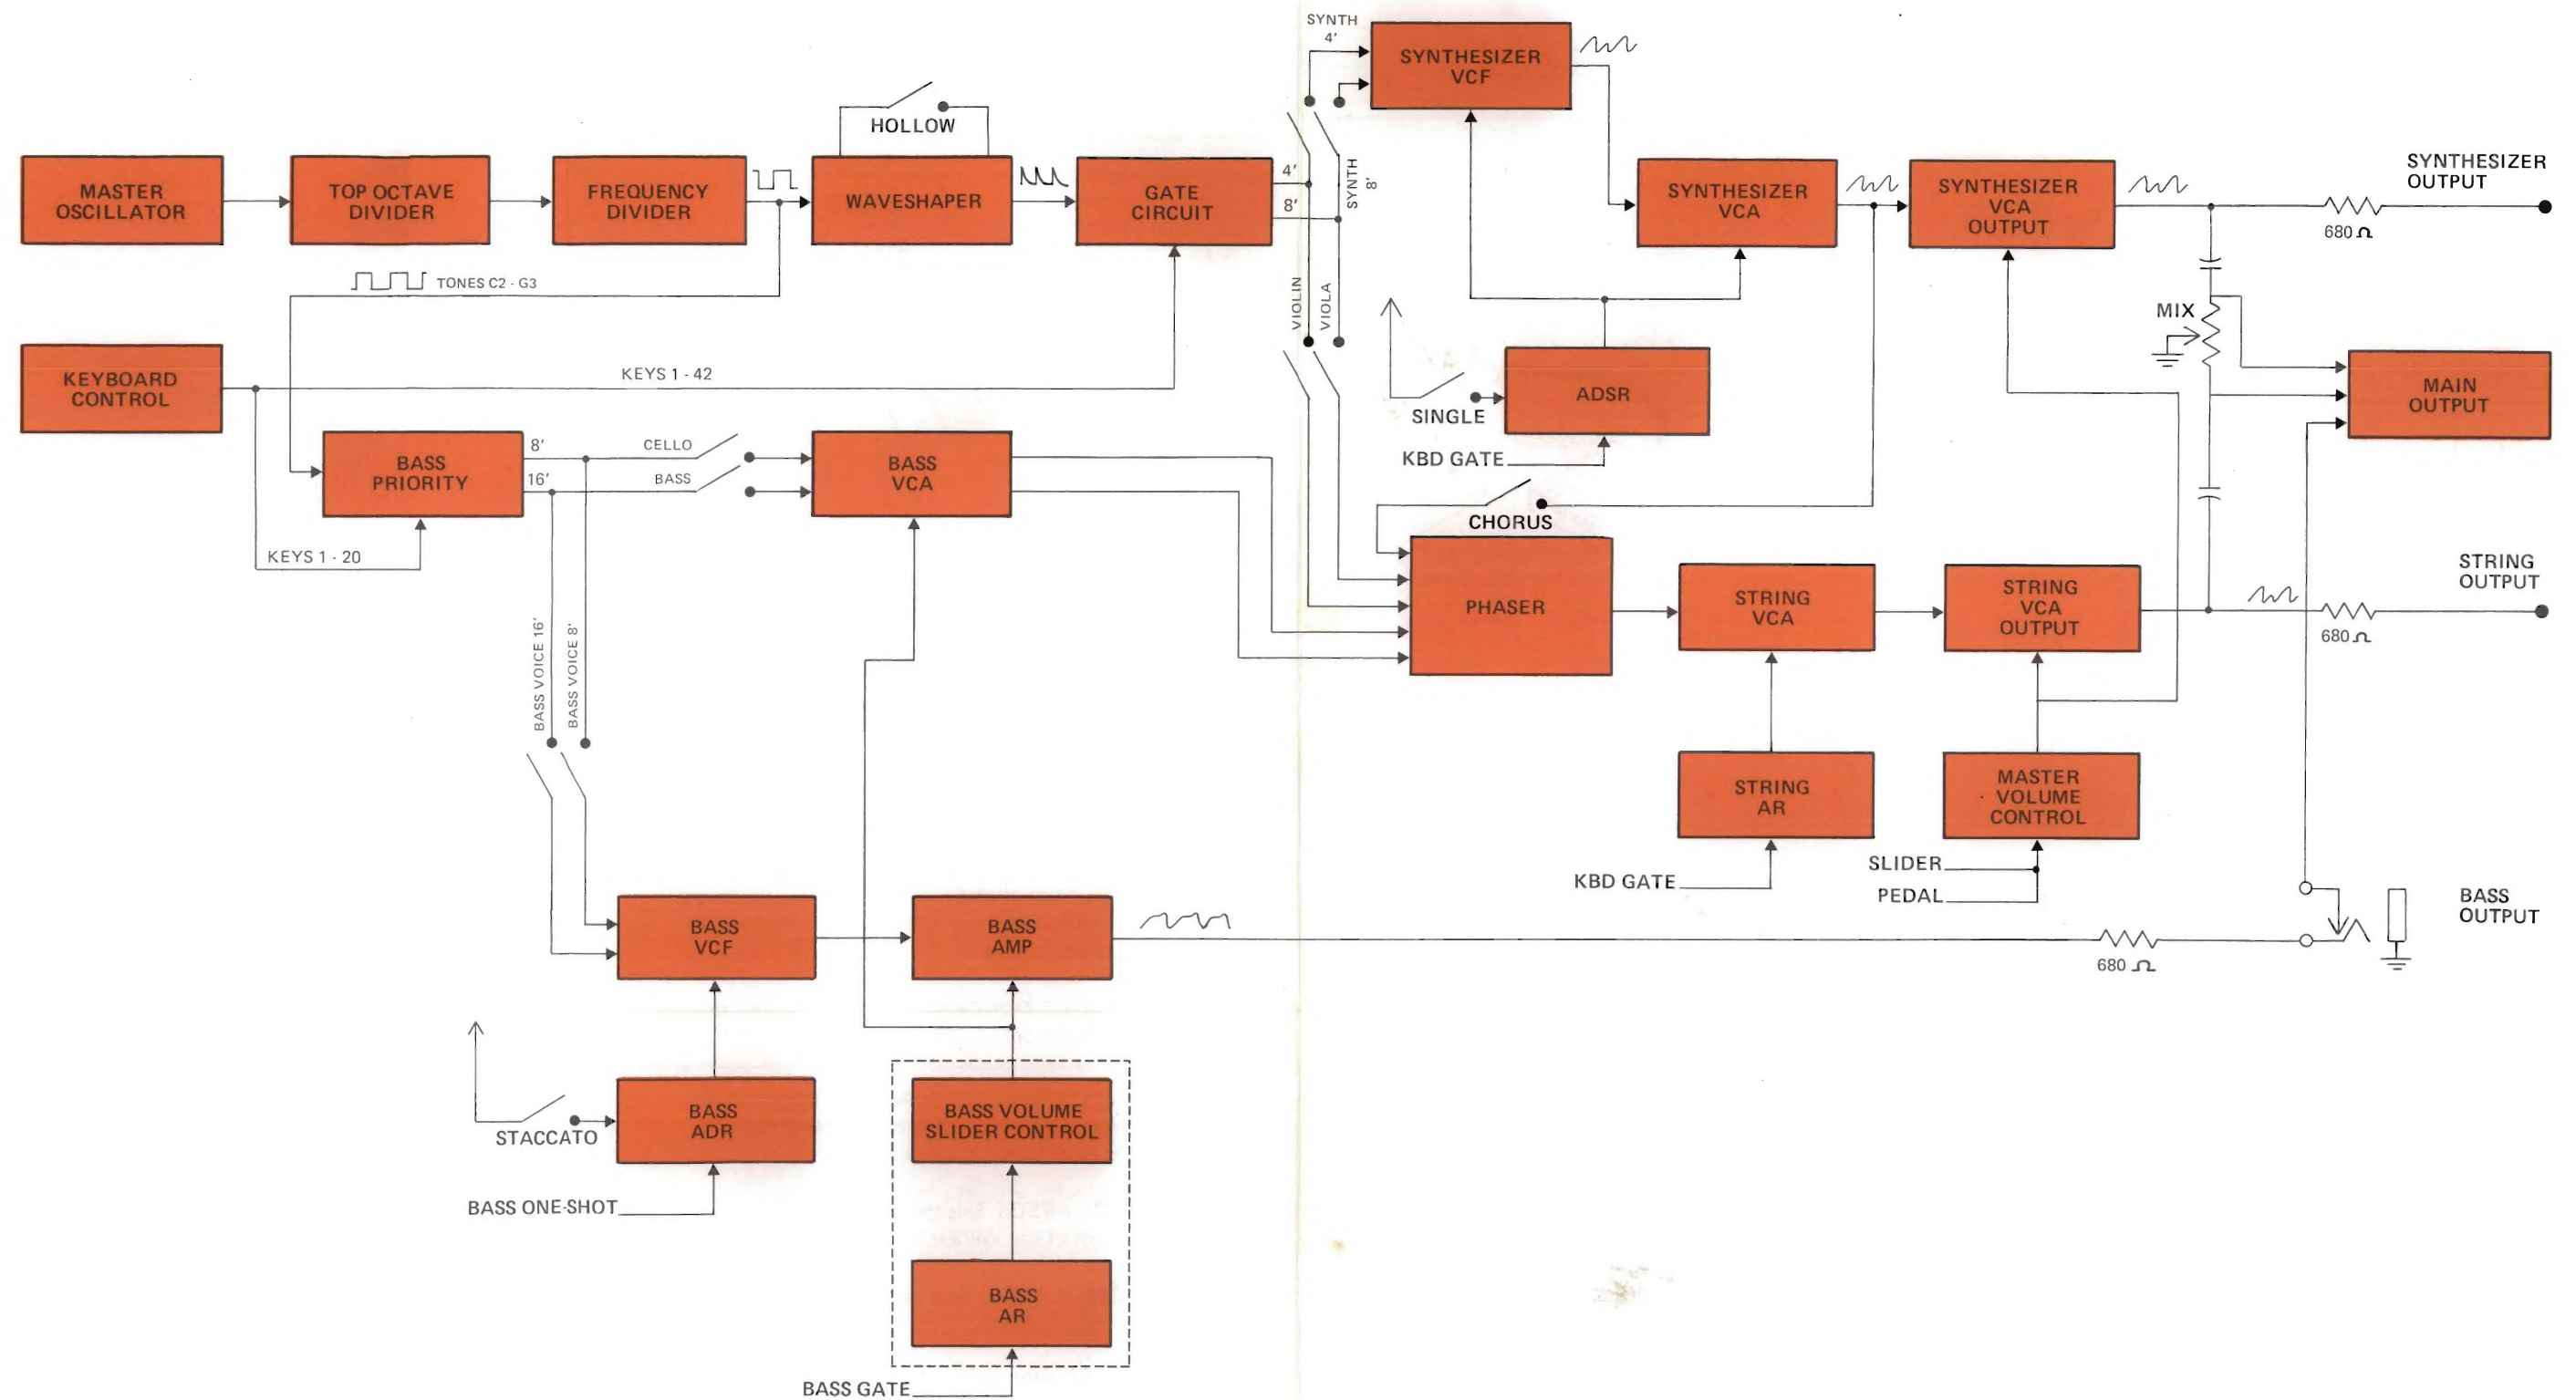 SYNTH
4'
SYNTHESIZER
VCF
HOLLOW
MASTER
OSCILLATOR
TOP OCTAVE
DIVIDER
FREQUENCY
DIVIDER
WAVESHAPER
GATE
CIRCUIT
4'
8'
SYNTH
8'
SYNTHESIZER
VCA
SYNTHESIZER
VCA
OUTPUT
SYNTHESIZER
OUTPUT
680 Ω
TONES C2 - G3
VIOLIN
VIOLA
MIX
KEYBOARD
CONTROL
KEYS 1 - 42
SINGLE
ADSR
MAIN
OUTPUT
KBD GATE
BASS
PRIORITY
8'
16'
CELLO
BASS
BASS
VCA
CHORUS
KEYS 1 - 20
PHASER
STRING
VCA
STRING
VCA
OUTPUT
STRING
OUTPUT
680 Ω
BASS VOICE 16'
BASS VOICE 8'
STRING
AR
MASTER
VOLUME
CONTROL
KBD GATE
SLIDER
PEDAL
BASS
VCF
BASS
AMP
680 Ω
BASS
OUTPUT
STACCATO
BASS
ADR
BASS VOLUME
SLIDER CONTROL
BASS ONE-SHOT
BASS
AR
BASS GATE